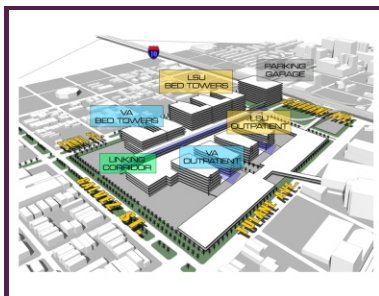 10
LSU
BED TOWERS
PARKING
GARAGE
VA
BED TOWERS
LSU
OUTPATIENT
LINKING
CORRIDOR
VA
OUTPATIENT
GALVEZ ST.
TULANE AVE.